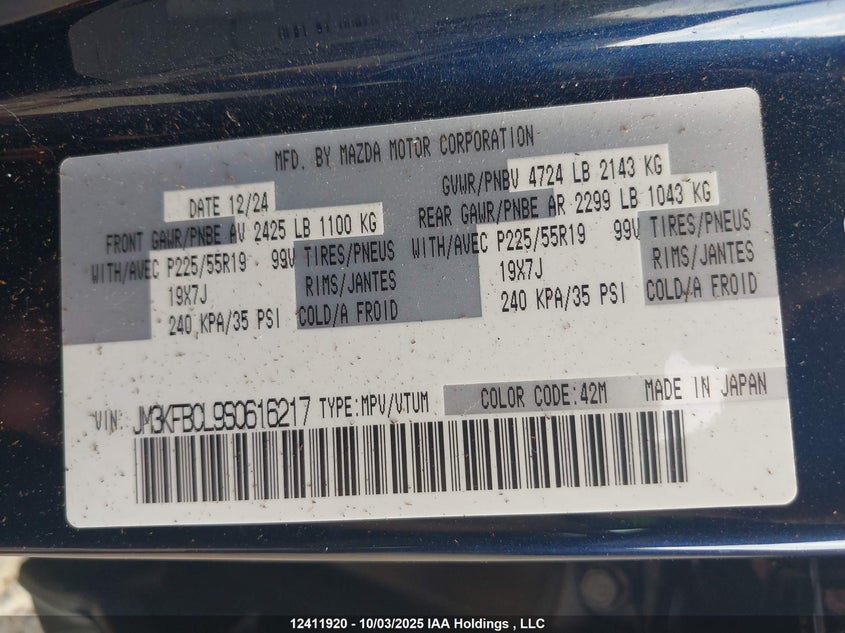 MFD. BY MAZDA MOTOR CORPORATION
DATE 12/24
GVWR/PNBV 4724 LB 2143 KG
FRONT GAWR/PNBE AV 2425 LB 1100 KG
REAR GAWR/PNBE AR 2299 LB 1043 KG
WITH/AVEC P225/55R19 99V TIRES/PNEUS
WITH/AVEC P225/55R19 99V TIRES/PNEUS
19X7J RIMS/JANTES
19X7J RIMS/JANTES
240 KPA/35 PSI COLD/A FROID
240 KPA/35 PSI COLD/A FROID
VIN: JM3KFBCL9S0616217 TYPE:MPV/VTUM COLOR CODE:42M MADE IN JAPAN
12411920 - 10/03/2025 IAA Holdings , LLC